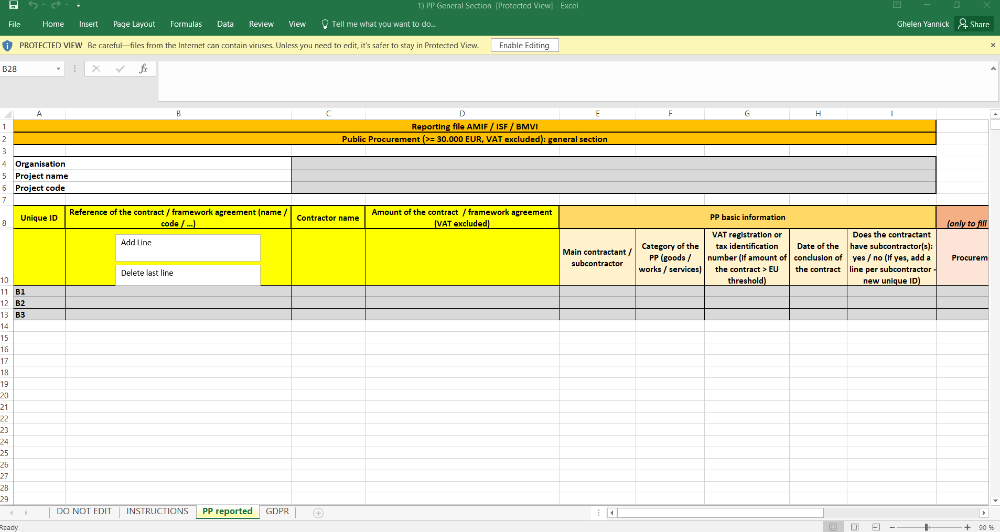 1) PP General Section  [Protected View] - Excel
File Home Insert Page Layout Formulas Data Review View Tell me what you want to do... Ghelen Yannick Share
PROTECTED VIEW Be careful—files from the Internet can contain viruses. Unless you need to edit, it's safer to stay in Protected View. Enable Editing
B28 fx
A B C D E F G H I
1 Reporting file AMIF / ISF / BMVI
2 Public Procurement (>= 30.000 EUR, VAT excluded): general section
3
4 Organisation
5 Project name
6 Project code
7
8 Unique ID
Reference of the contract / framework agreement (name /
code / ...)
Contractor name
Amount of the contract  / framework agreement
(VAT excluded)
PP basic information
(only to fill
10
Add Line
Delete last line
Main contractant /
subcontractor
Category of the
PP (goods /
works / services)
VAT registration or
tax identification
number (if amount of
the contract > EU
threshold)
Date of the
conclusion of
the contract
Does the contractant
have subcontractor(s):
yes / no (if yes, add a
line per subcontractor -
new unique ID)
Procurem
11 B1
12 B2
13 B3
14
15
16
17
18
19
20
21
22
23
24
25
26
27
28
29
DO NOT EDIT INSTRUCTIONS PP reported GDPR
Ready 90 %